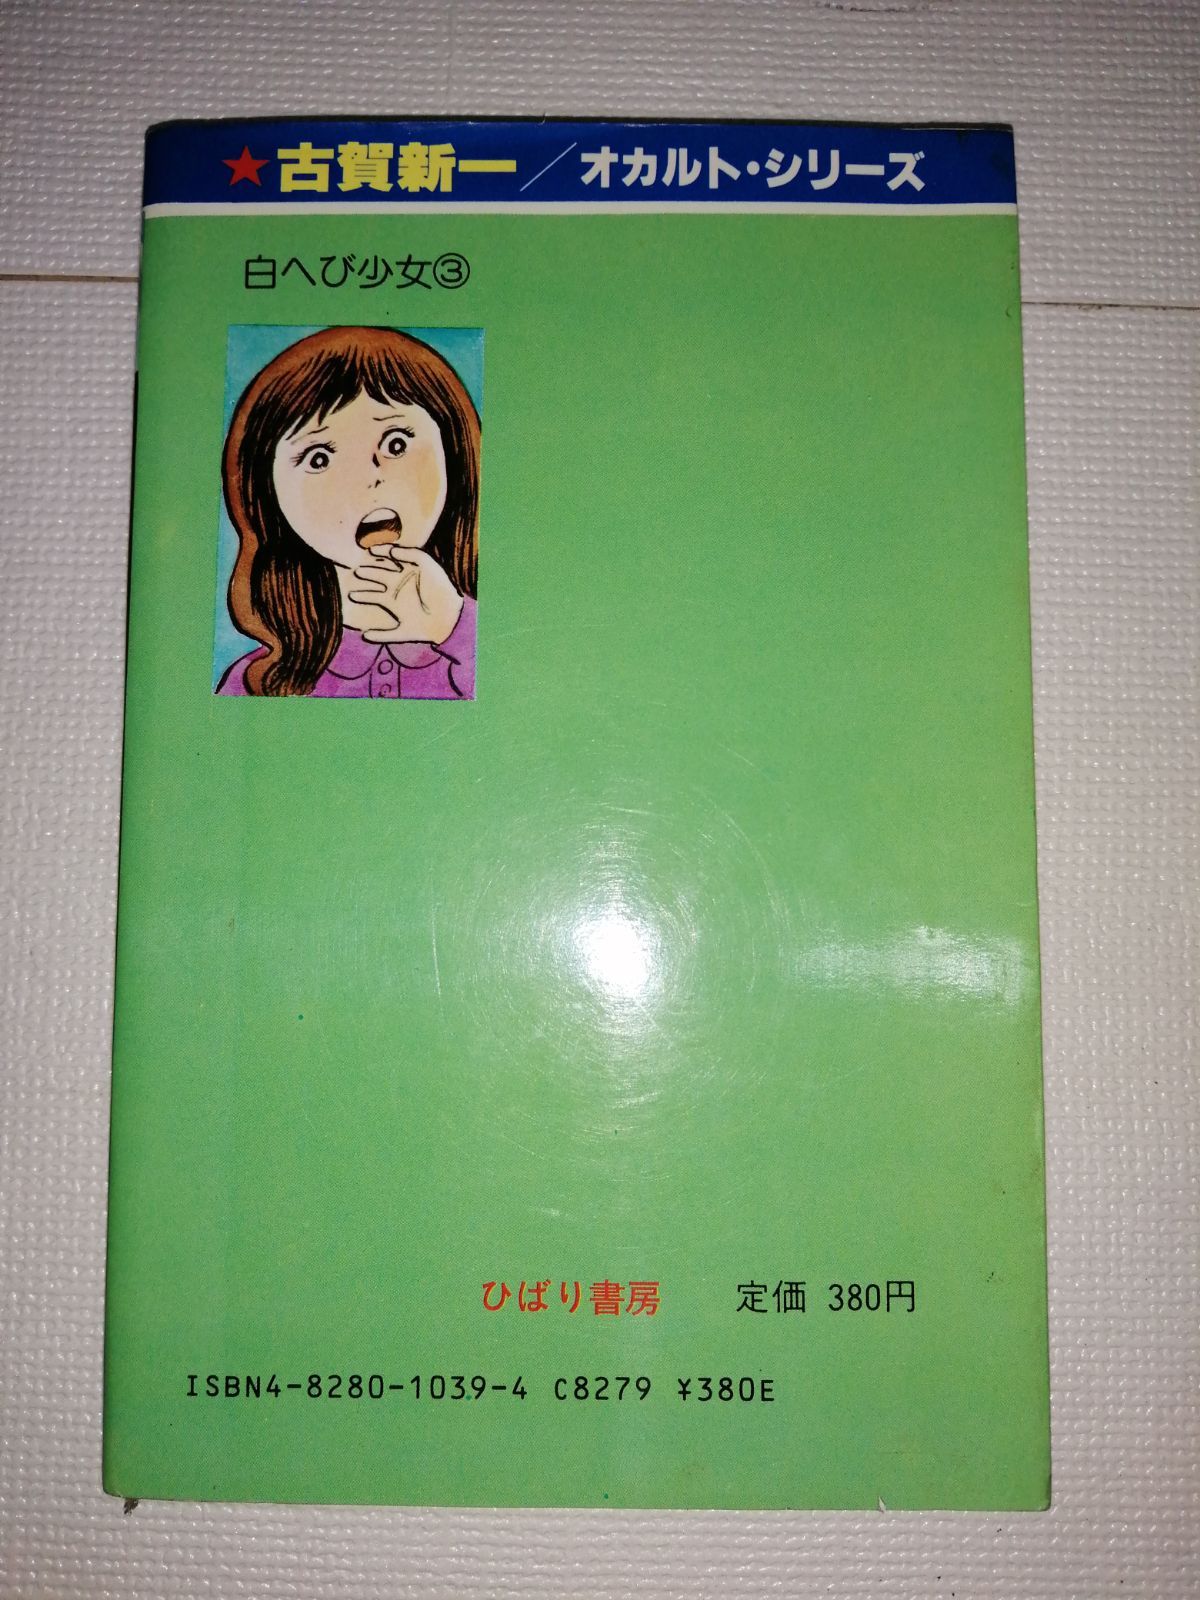 ★古賀新一／オカルト・シリーズ
白へび少女③
ひばり書房 定価 380円
ISBN4-8280-1039-4 C8279 ¥380E